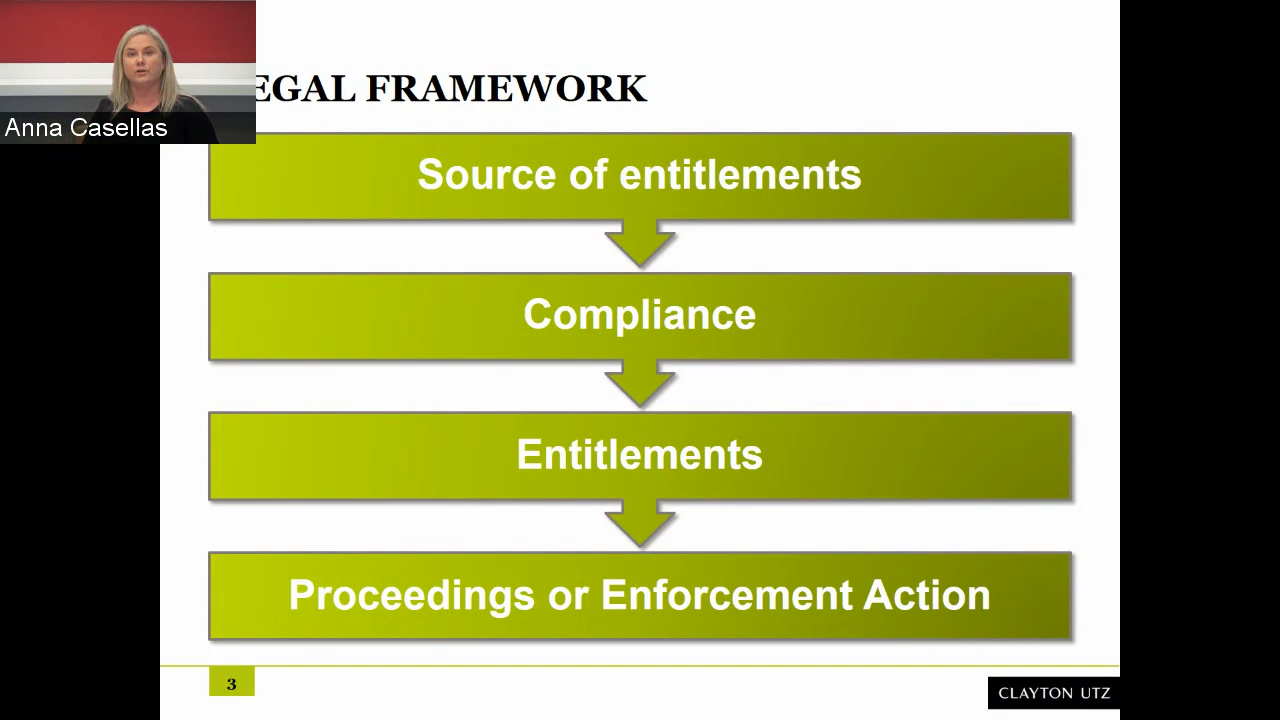 Anna Casellas
EGAL FRAMEWORK
Source of entitlements
Compliance
Entitlements
Proceedings or Enforcement Action
3
CLAYTON UTZ